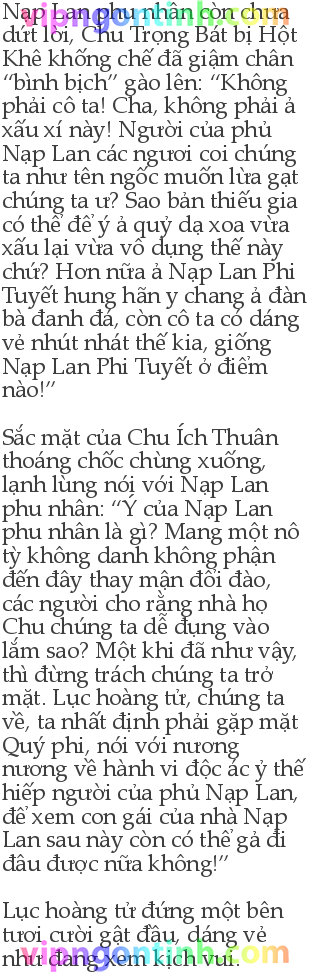 Nạp Lan phu nhân còn chưa
vipngontinh.com
dứt lời, Chu Trọng Bát bị Hột
Khê khống chế đã giậm chân
“bình bịch” gào lên: “Không
phải cô ta! Cha, không phải ả
xấu xí này! Người của phủ
Nạp Lan các ngươi coi chúng
ta như tên ngốc muốn lừa gạt
chúng ta ư? Sao bản thiếu gia
có thể để ý ả quỷ dạ xoa vừa
xấu lại vừa vô dụng thế này
chứ? Hơn nữa ả Nạp Lan Phi
Tuyết hung hãn y chang ả đàn
bà đanh đá, còn cô ta có dáng
vẻ nhút nhát thế kia, giống
Nạp Lan Phi Tuyết ở điểm
nào!”
Sắc mặt của Chu Ích Thuân
thoáng chốc chùng xuống,
lạnh lùng nói với Nạp Lan
phu nhân: “Ý của Nạp Lan
phu nhân là gì? Mang một nô
tỳ không danh không phận
đến đây thay mận đổi đào,
các người cho rằng nhà họ
Chu chúng ta dễ đụng vào
lắm sao? Một khi đã như vậy,
thì đừng trách chúng ta trở
mặt. Lục hoàng tử, chúng ta
về, ta nhất định phải gặp mặt
Quý phi, nói với nương
nương về hành vi độc ác ỷ thế
hiếp người của phủ Nạp Lan,
để xem con gái của nhà Nạp
Lan sau này còn có thể gả đi
đâu được nữa không!”
Lục hoàng tử đứng một bên
tươi cười gật đầu, dáng vẻ
như đang xem kịch vui.
vipngontinh.com